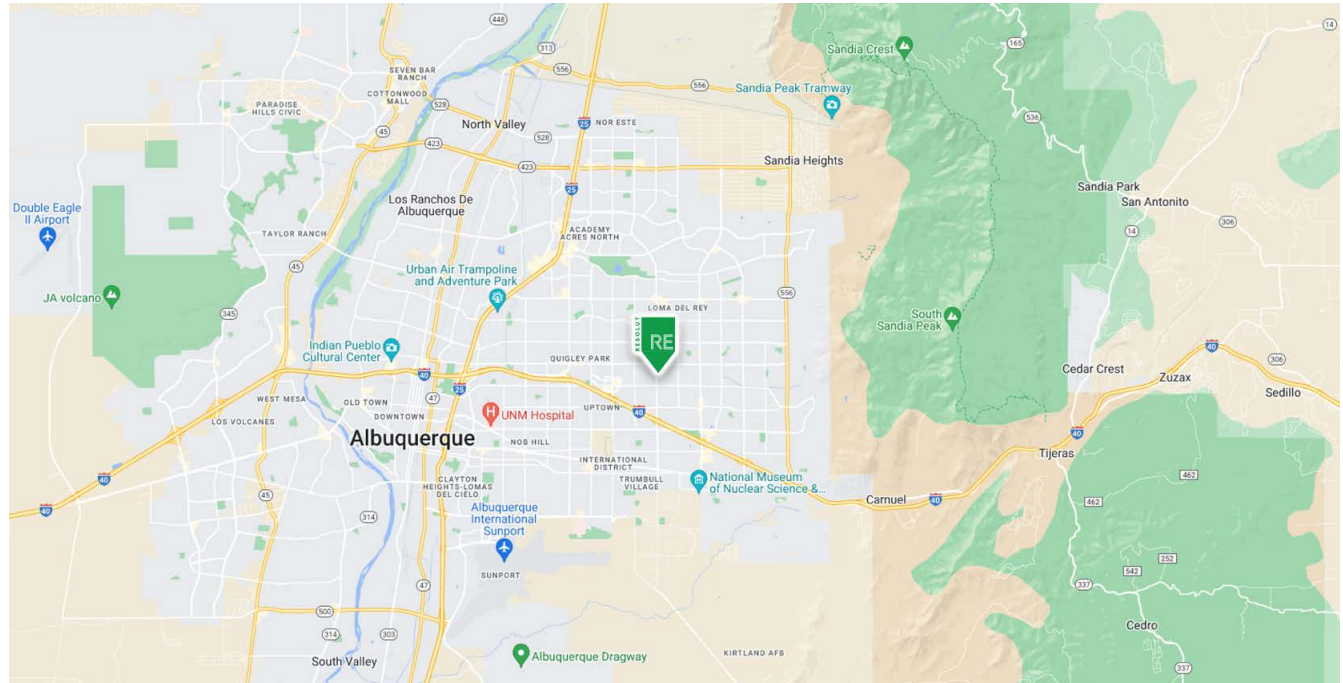 448
14
313
165
Sandia Crest
SEVEN BAR
RANCH
556
COTTONWOOD
MALL
556
Sandia Peak Tramway
PARADISE
HILLS CIVIC
528
536
North Valley
25
NOR ESTE
45
528
423
423
Sandia Heights
25
Sandia Park
San Antonito
Los Ranchos De
Albuquerque
Double Eagle
II Airport
306
14
TAYLOR RANCH
ACADEMY
ACRES NORTH
45
Urban Air Trampoline
and Adventure Park
JA volcano
556
345
LOMA DEL REY
South
Sandia Peak
RESOLUT
RE
Indian Pueblo
Cultural Center
40
QUIGLEY PARK
306
40
25
Cedar Crest
Zuzax
Sedillo
WEST MESA
OLD TOWN
47
UPTOWN
40
DOWNTOWN
UNM Hospital
LOS VOLCANES
Albuquerque
NOB HILL
40
Tijeras
INTERNATIONAL
DISTRICT
40
CLAYTON
HEIGHTS-LOMAS
DEL CIELO
TRUMBULL
VILLAGE
National Museum
of Nuclear Science &...
462
45
Carnuel
40
462
40
314
Albuquerque
International
Sunport
252
542
SUNPORT
47
337
500
314
303
Cedro
South Valley
Albuquerque Dragway
KIRTLAND AFB
337